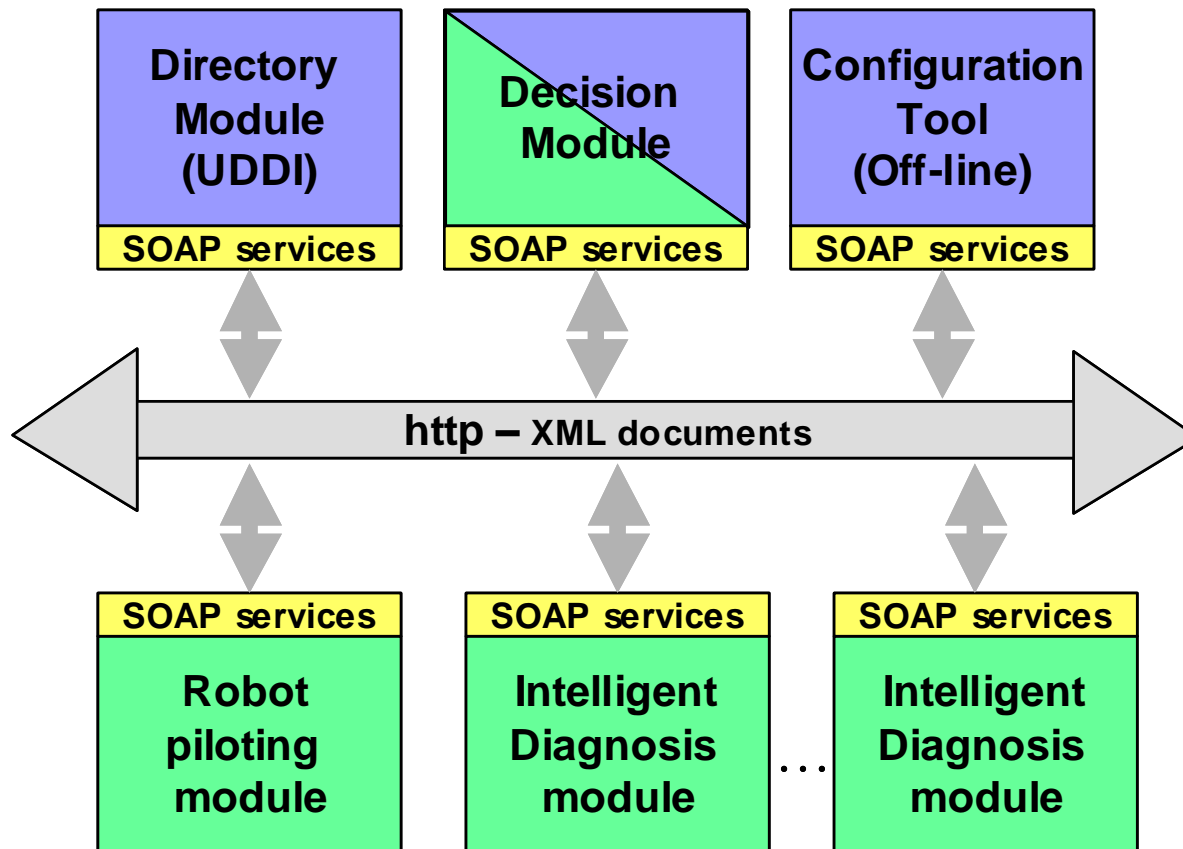 Directory
Module
(UDDI)
SOAP services
Decision
Module
SOAP services
Configuration
Tool
(Off-line)
SOAP services
http – XML documents
SOAP services
Robot
piloting
module
SOAP services
Intelligent
Diagnosis
module
...
SOAP services
Intelligent
Diagnosis
module